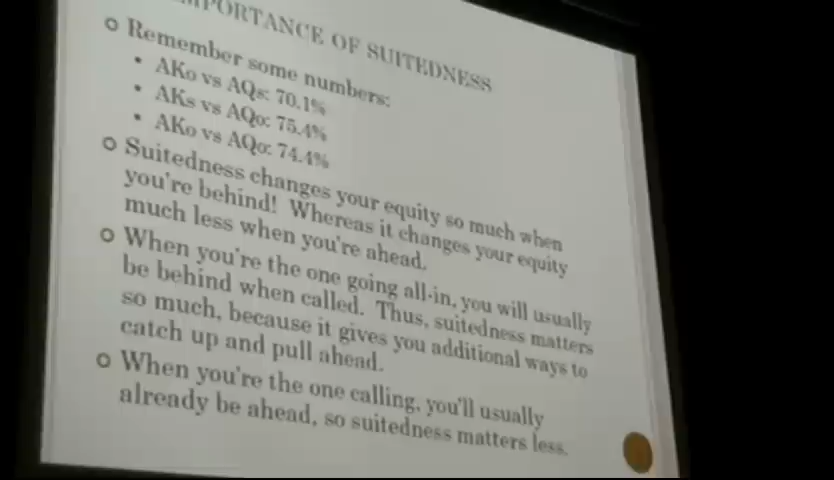 IMPORTANCE OF SUITEDNESS
Remember some numbers:
AKo vs AQs: 70.1%
AKs vs AQo: 75.4%
AKo vs AQo: 74.4%
Suitedness changes your equity so much when
you're behind! Whereas it changes your equity
much less when you're ahead.
When you're the one going all-in, you will usually
be behind when called. Thus, suitedness matters
so much, because it gives you additional ways to
catch up and pull ahead.
When you're the one calling, you'll usually
already be ahead, so suitedness matters less.